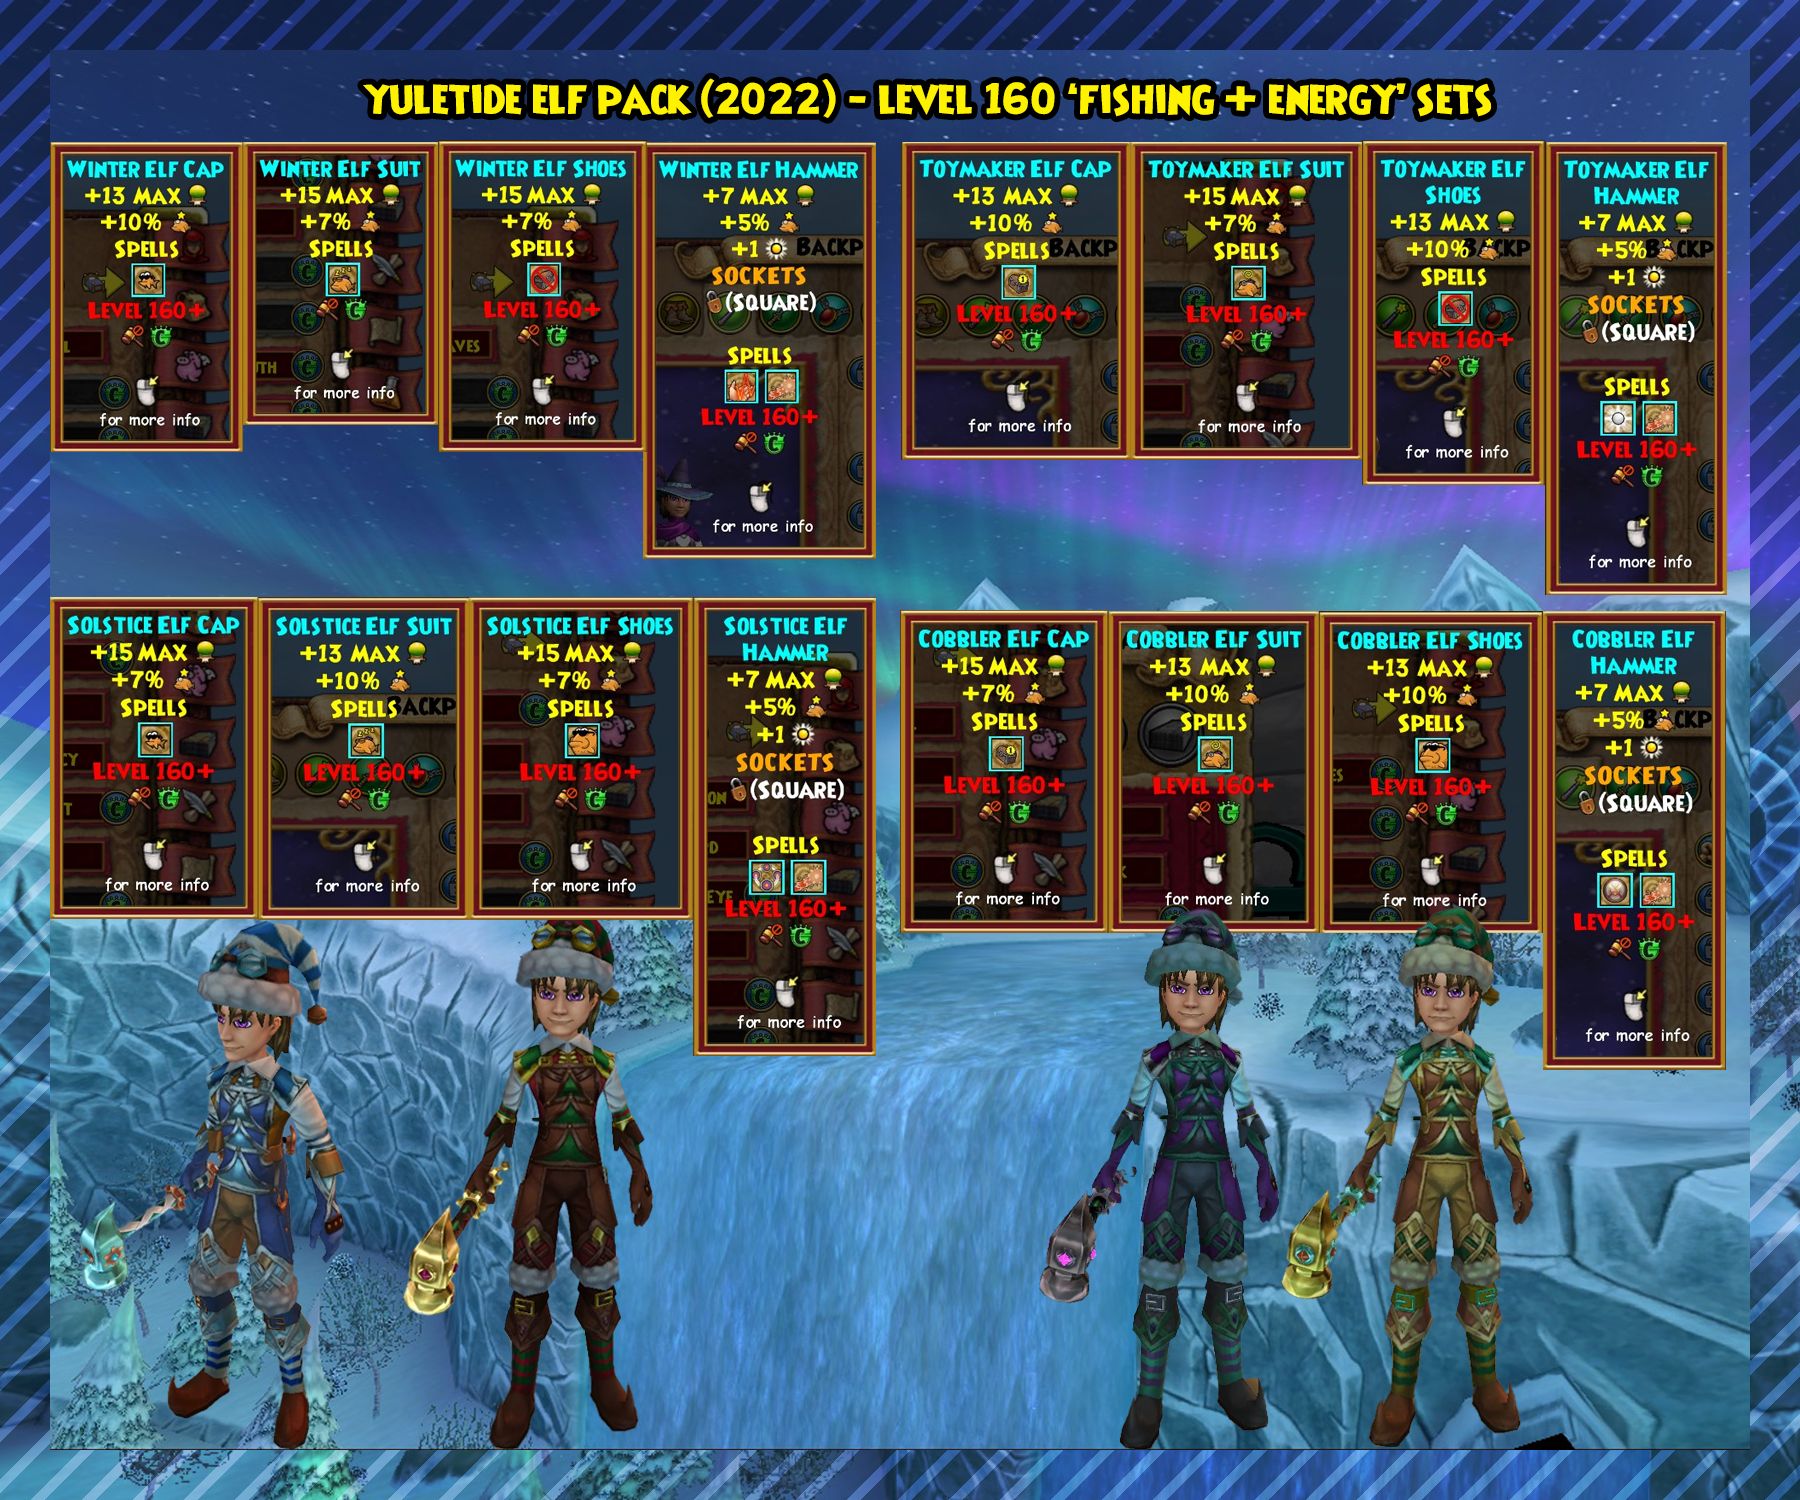 YULETIDE ELF PACK (2022) - LEVEL 160 ‘FISHING + ENERGY’ SETS
WINTER ELF CAP
+13 MAX
+10%
SPELLS
LEVEL 160+
for more info
WINTER ELF SUIT
+15 MAX
+7%
SPELLS
LEVEL 160+
for more info
WINTER ELF SHOES
+15 MAX
+7%
SPELLS
LEVEL 160+
for more info
WINTER ELF HAMMER
+7 MAX
+5%
+1 BACKP
SOCKETS
(SQUARE)
SPELLS
LEVEL 160+
for more info
TOYMAKER ELF CAP
+13 MAX
+10%
SPELLS BACKP
LEVEL 160+
for more info
TOYMAKER ELF SUIT
+15 MAX
+7%
SPELLS
LEVEL 160+
for more info
TOYMAKER ELF
SHOES
+13 MAX
+10%
SPELLS
LEVEL 160+
for more info
TOYMAKER ELF
HAMMER
+7 MAX
+5%
+1
SOCKETS
(SQUARE)
SPELLS
LEVEL 160+
for more info
SOLSTICE ELF CAP
+15 MAX
+7%
SPELLS
LEVEL 160+
for more info
SOLSTICE ELF SUIT
+13 MAX
+10%
SPELLS
LEVEL 160+
for more info
SOLSTICE ELF SHOES
+15 MAX
+7%
SPELLS
LEVEL 160+
for more info
SOLSTICE ELF
HAMMER
+7 MAX
+5%
+1
SOCKETS
(SQUARE)
SPELLS
LEVEL 160+
for more info
COBBLER ELF CAP
+15 MAX
+7%
SPELLS
LEVEL 160+
for more info
COBBLER ELF SUIT
+13 MAX
+10%
SPELLS
LEVEL 160+
for more info
COBBLER ELF SHOES
+13 MAX
+10%
SPELLS
LEVEL 160+
for more info
COBBLER ELF
HAMMER
+7 MAX
+5%
+1
SOCKETS
(SQUARE)
SPELLS
LEVEL 160+
for more info